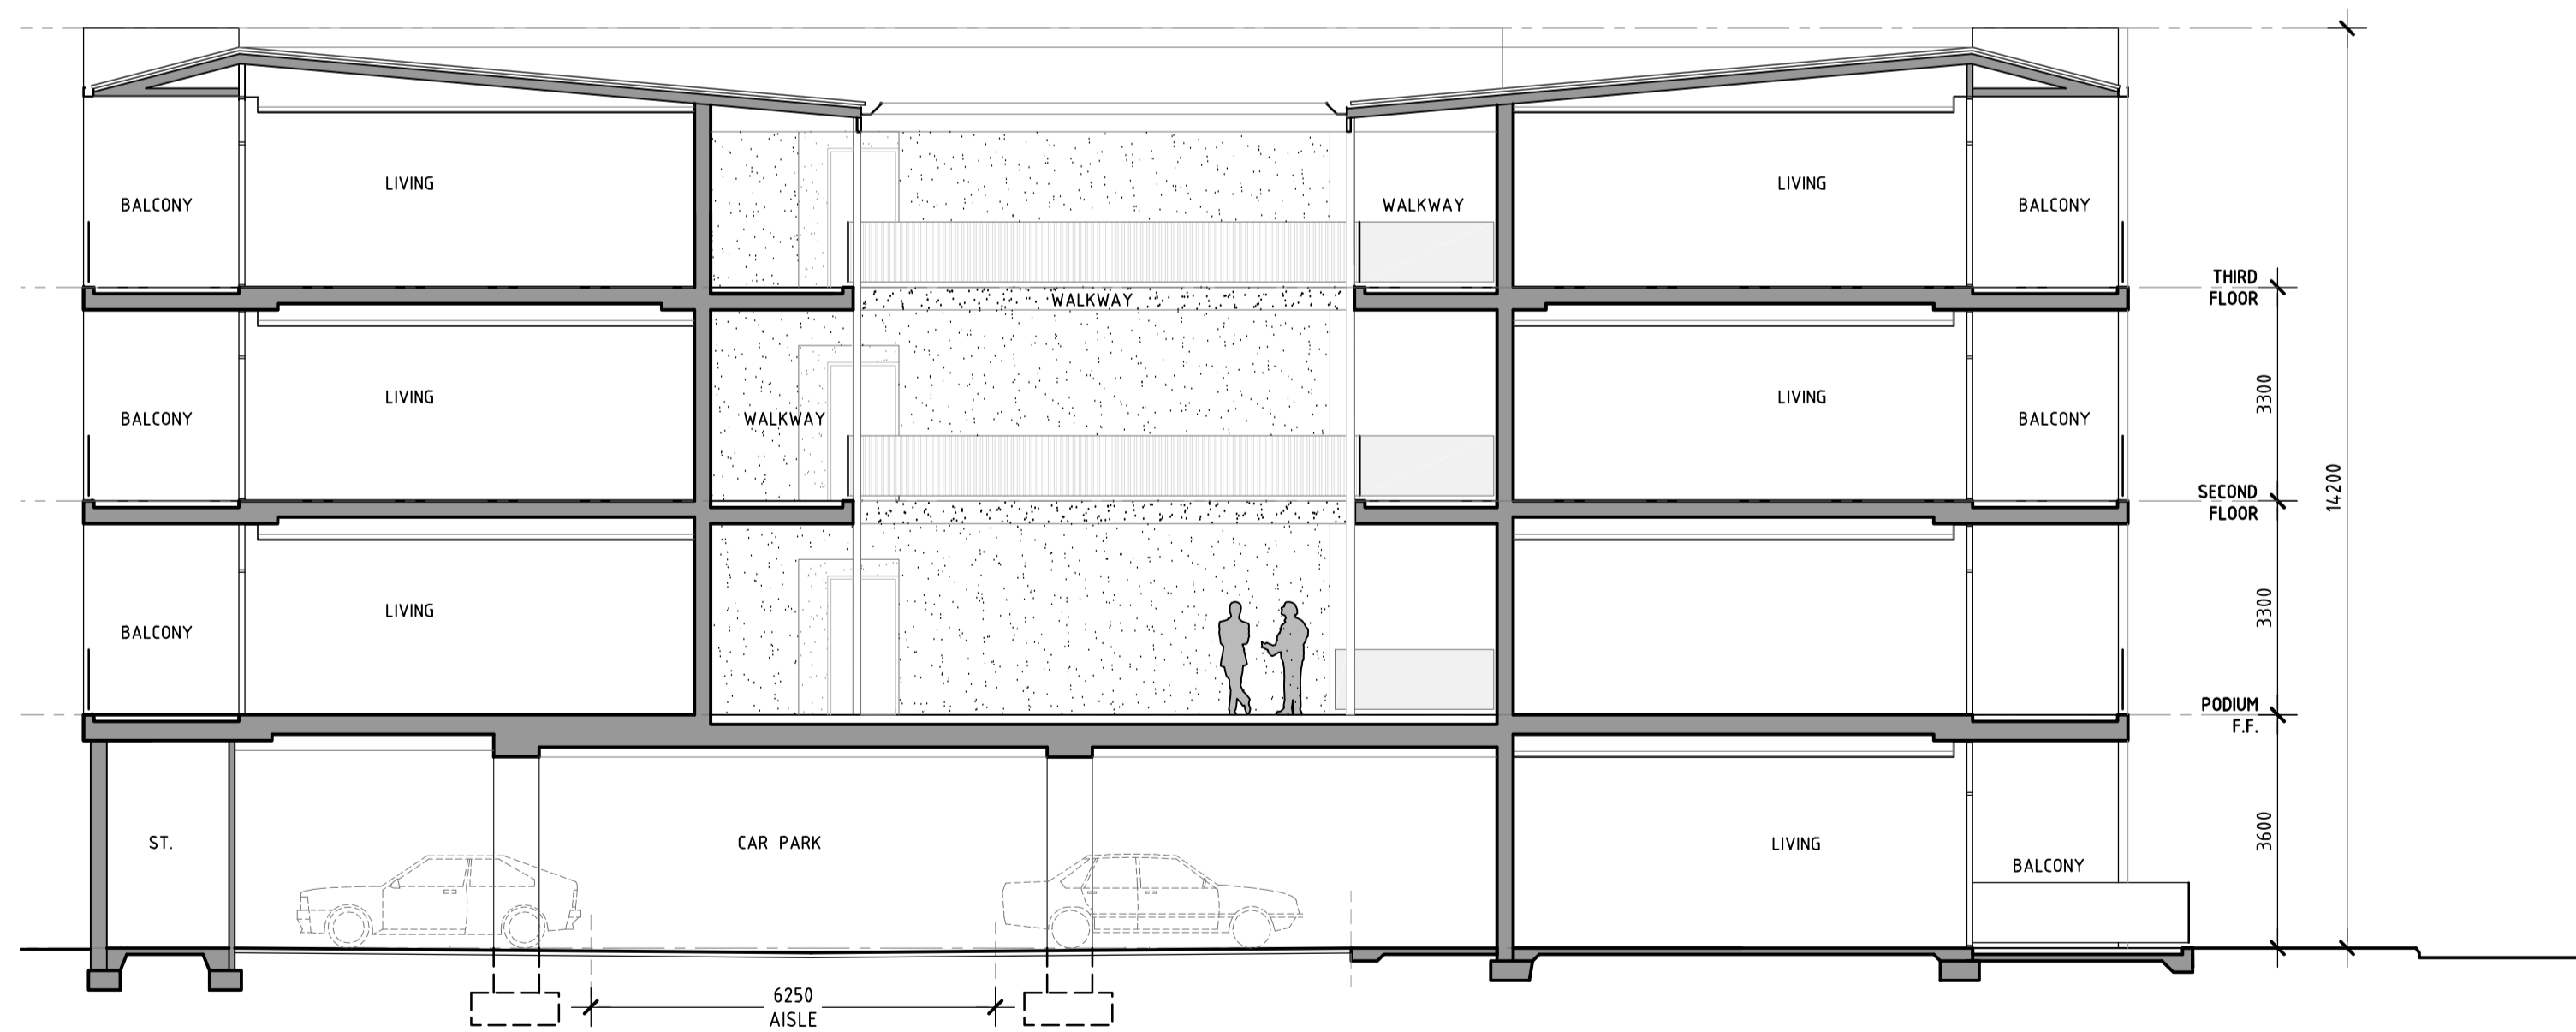 LIVING
LIVING
BALCONY
WALKWAY
BALCONY
THIRD
FLOOR
WALKWAY
LIVING
LIVING
3300
BALCONY
WALKWAY
BALCONY
14200
SECOND
FLOOR
LIVING
3300
BALCONY
PODIUM
F.F.
ST.
CAR PARK
LIVING
3600
BALCONY
6250
AISLE